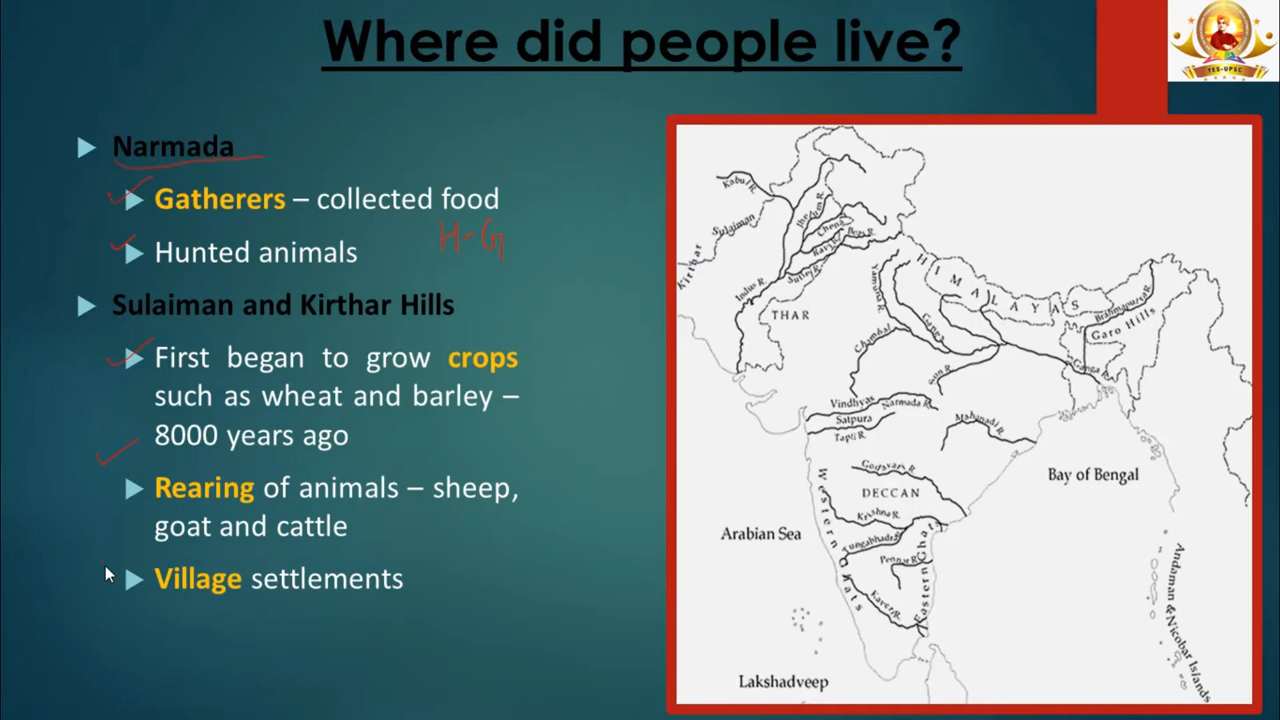 Where did people live?
YES-UPSC
Narmada
Gatherers – collected food
H-G
Hunted animals
Sulaiman and Kirthar Hills
First began to grow crops
such as wheat and barley –
8000 years ago
Rearing of animals – sheep,
goat and cattle
Village settlements
Kabul R.
Sulaiman
Kirthar
Jhelum R.
Chenab
Ravi R.
Beas R.
Sutlej R.
Indus R.
THAR
HIMALAYAS
Yamuna R.
Ganga
Chambal
Son R.
Brahmaputra R.
Garo Hills
Ganga R.
Vindhyas
Narmada R.
Satpura
Tapti R.
Mahanadi R.
Godavari R.
DECCAN
Krishna R.
Tungabhadra
Pennar R.
Kaveri R.
Western Ghats
Eastern Ghats
Arabian Sea
Bay of Bengal
Lakshadveep
Andaman & Nicobar Islands